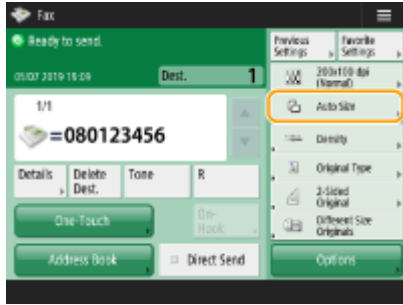 Fax
Ready to send.
Previous Settings
Favorite Settings
05/07 2019 15:09
Dest. 1
200x100 dpi (Normal)
1/1
Auto Size
=080123456
Density
Details
Delete Dest.
Tone
R
Original Type
2-Sided Original
One-Touch
On-Hook
Different Size Originals
Address Book
Direct Send
Options